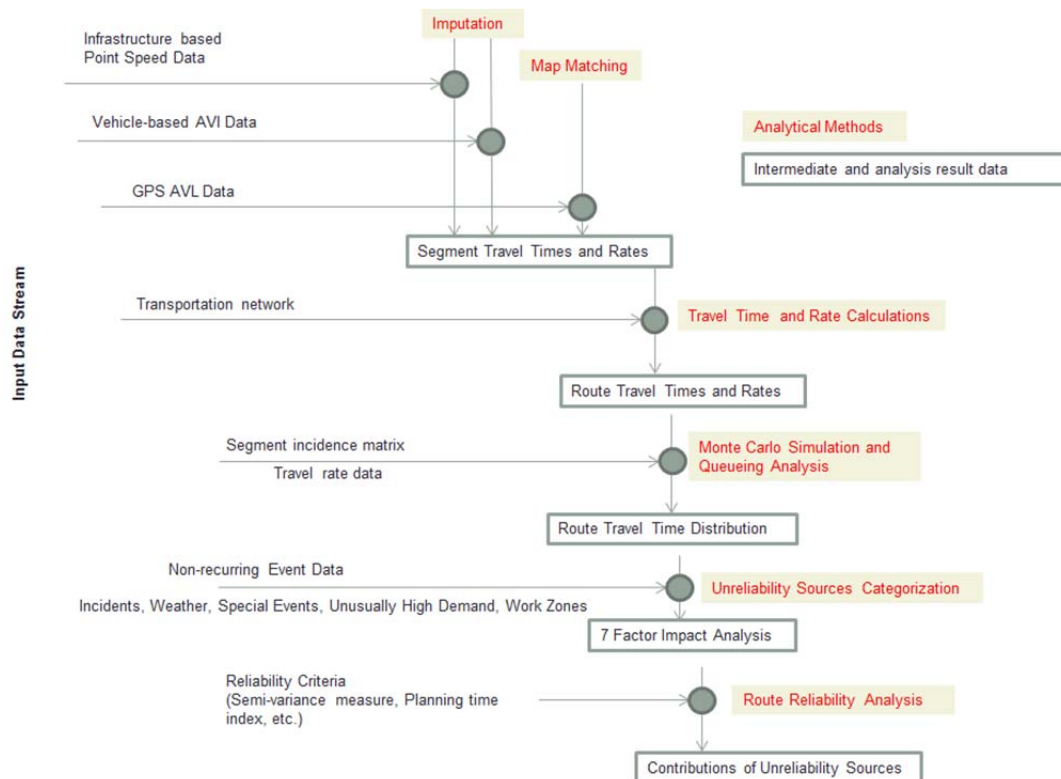 Imputation
Infrastructure based
Point Speed Data
Map Matching
Vehicle-based AVI Data
Analytical Methods
Intermediate and analysis result data
GPS AVL Data
Segment Travel Times and Rates
Input Data Stream
Transportation network
Travel Time and Rate Calculations
Route Travel Times and Rates
Segment incidence matrix
Travel rate data
Monte Carlo Simulation and
Queueing Analysis
Route Travel Time Distribution
Non-recurring Event Data
Incidents, Weather, Special Events, Unusually High Demand, Work Zones
Unreliability Sources Categorization
7 Factor Impact Analysis
Reliability Criteria
(Semi-variance measure, Planning time
index, etc.)
Route Reliability Analysis
Contributions of Unreliability Sources